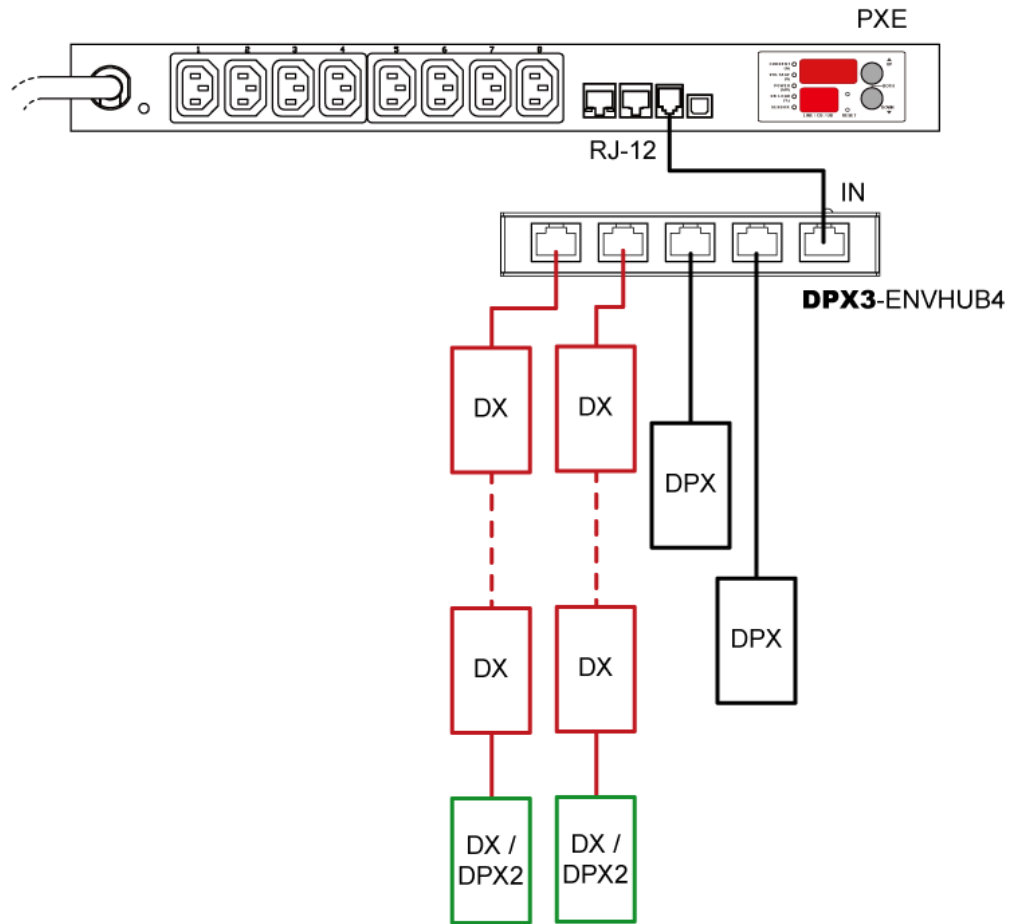 PXE
1 2 3 4 5 6 7 8
RJ-12
IN
DPX3-ENVHUB4
DX
DX
DPX
DX
DX
DPX
DX /
DPX2
DX /
DPX2